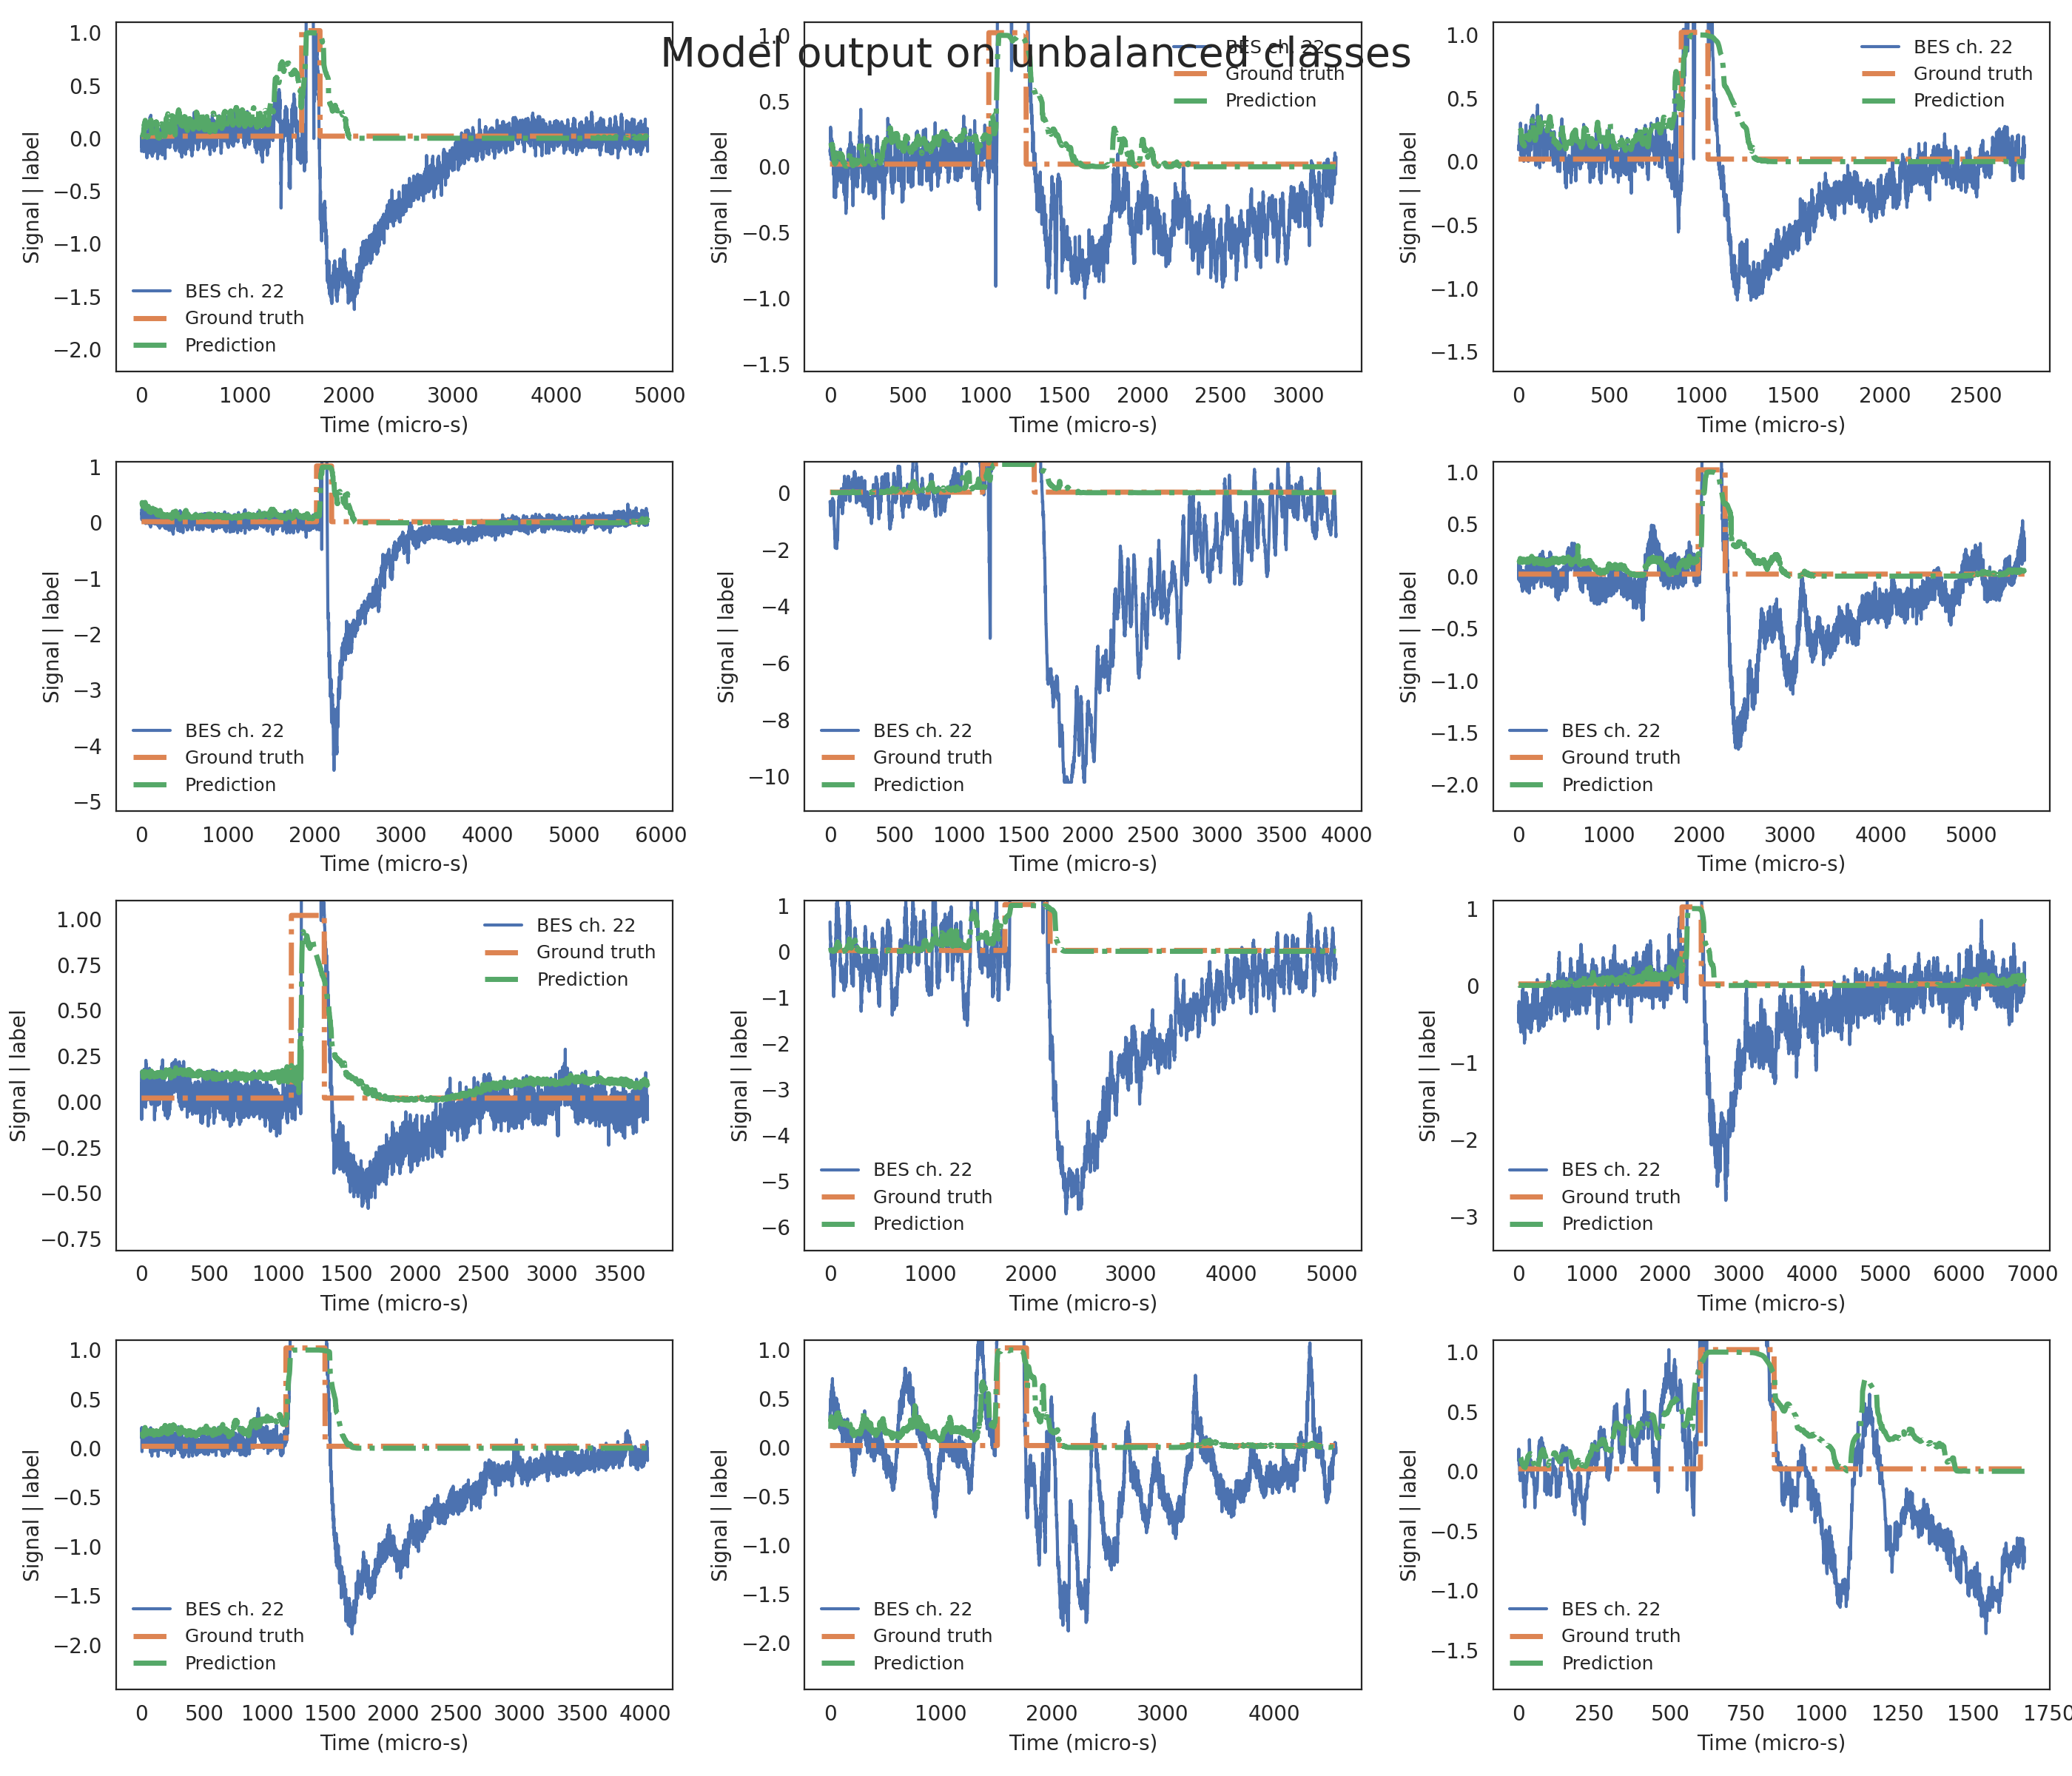 Model output on unbalanced classes
1.0
0.5
0.0
−0.5
−1.0
−1.5
−2.0
Signal | label
BES ch. 22
Ground truth
Prediction
0 1000 2000 3000 4000 5000
Time (micro-s)
1.0
0.5
0.0
−0.5
−1.0
−1.5
Signal | label
BES ch. 22
Ground truth
Prediction
0 500 1000 1500 2000 2500 3000
Time (micro-s)
1.0
0.5
0.0
−0.5
−1.0
−1.5
Signal | label
BES ch. 22
Ground truth
Prediction
0 500 1000 1500 2000 2500
Time (micro-s)
1
0
−1
−2
−3
−4
−5
Signal | label
BES ch. 22
Ground truth
Prediction
0 1000 2000 3000 4000 5000 6000
Time (micro-s)
0
−2
−4
−6
−8
−10
Signal | label
BES ch. 22
Ground truth
Prediction
0 500 1000 1500 2000 2500 3000 3500 4000
Time (micro-s)
1.0
0.5
0.0
−0.5
−1.0
−1.5
−2.0
Signal | label
BES ch. 22
Ground truth
Prediction
0 1000 2000 3000 4000 5000
Time (micro-s)
1.00
0.75
0.50
0.25
0.00
−0.25
−0.50
−0.75
Signal | label
BES ch. 22
Ground truth
Prediction
0 500 1000 1500 2000 2500 3000 3500
Time (micro-s)
1
0
−1
−2
−3
−4
−5
−6
Signal | label
BES ch. 22
Ground truth
Prediction
0 1000 2000 3000 4000 5000
Time (micro-s)
1
0
−1
−2
−3
Signal | label
BES ch. 22
Ground truth
Prediction
0 1000 2000 3000 4000 5000 6000 7000
Time (micro-s)
1.0
0.5
0.0
−0.5
−1.0
−1.5
−2.0
Signal | label
BES ch. 22
Ground truth
Prediction
0 500 1000 1500 2000 2500 3000 3500 4000
Time (micro-s)
1.0
0.5
0.0
−0.5
−1.0
−1.5
−2.0
Signal | label
BES ch. 22
Ground truth
Prediction
0 1000 2000 3000 4000
Time (micro-s)
1.0
0.5
0.0
−0.5
−1.0
−1.5
Signal | label
BES ch. 22
Ground truth
Prediction
0 250 500 750 1000 1250 1500 1750
Time (micro-s)